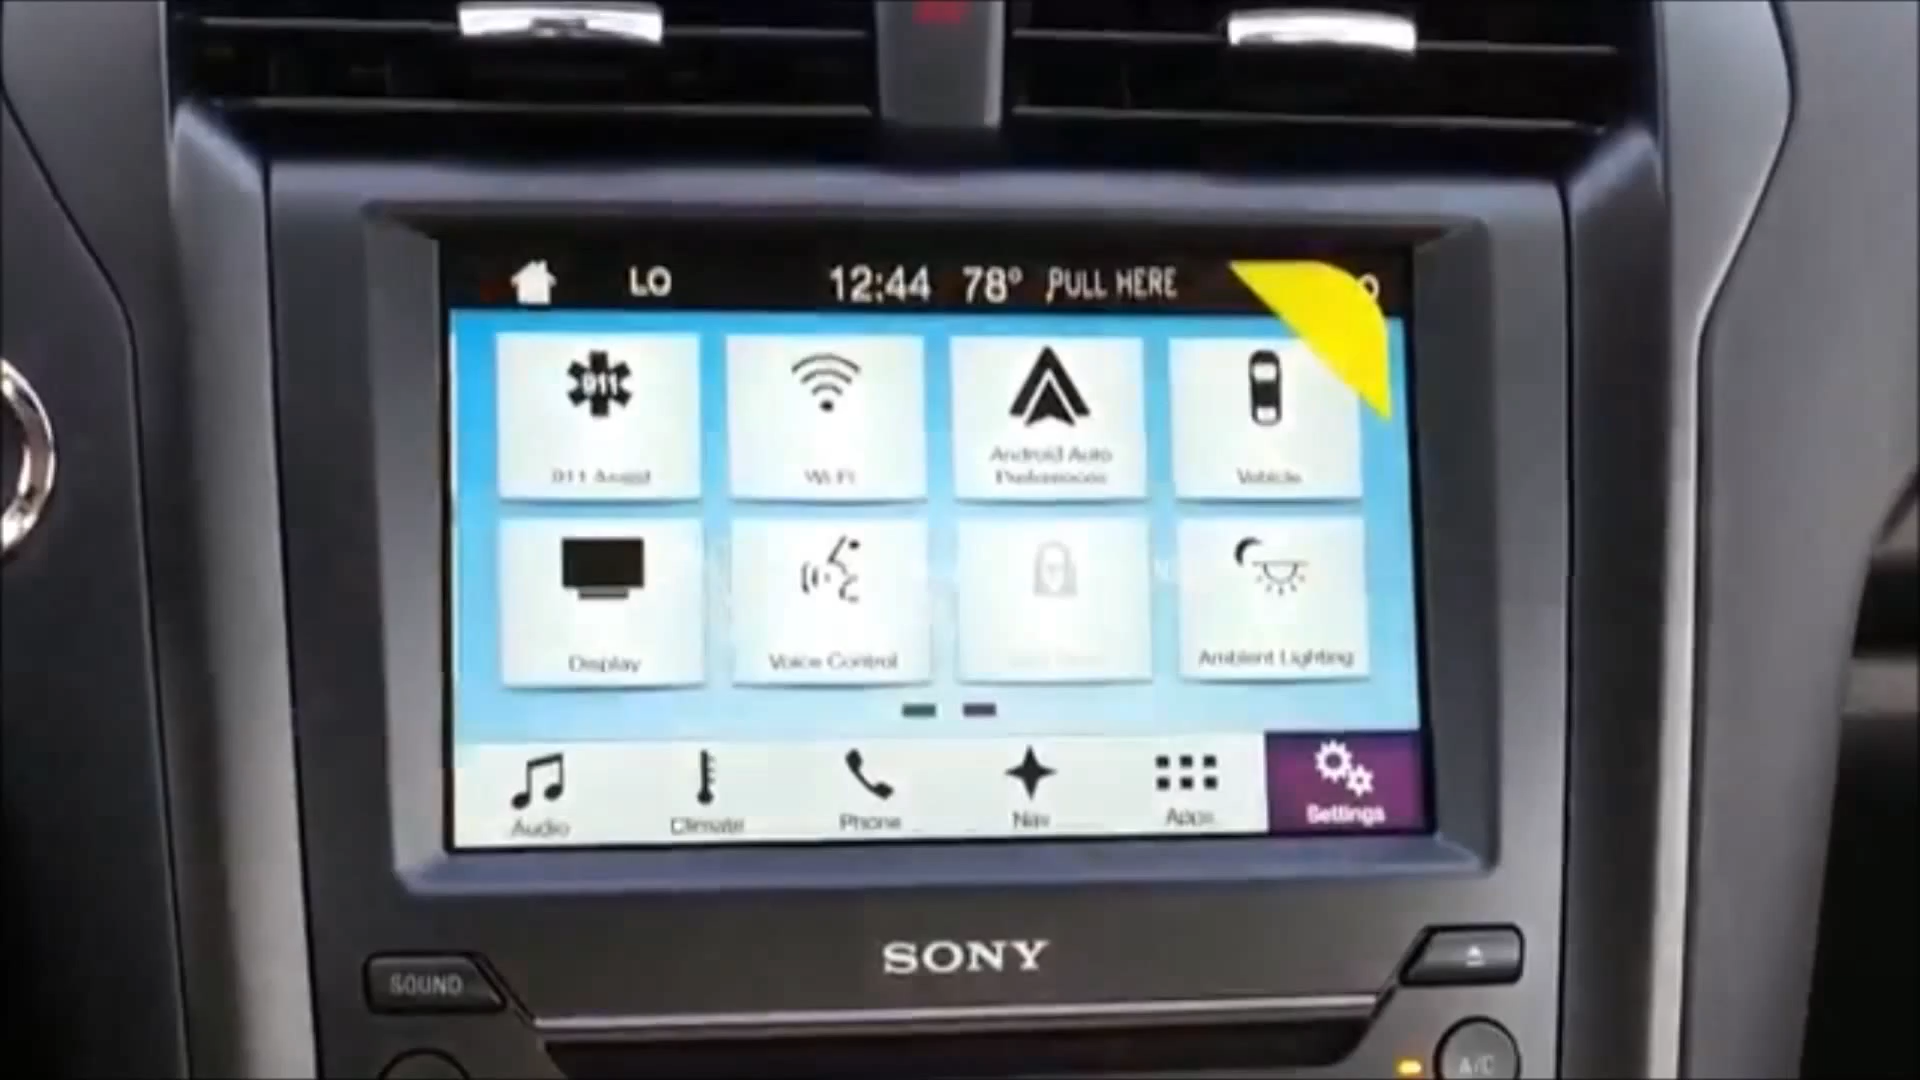 LO 12:44 78° PULL HERE
911 Assist
Wi-Fi
Android Auto
Preferences
Vehicle
Display
Voice Control
Ambient Lighting
Audio
Climate
Phone
Nav
Apps
Settings
SONY
SOUND
A/C